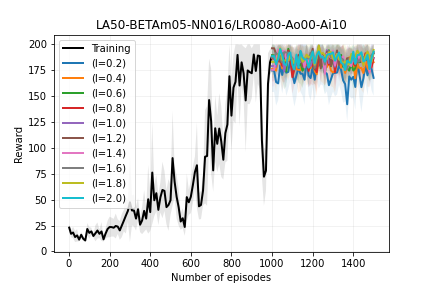 LA50-BETAm05-NN016/LR0080-Ao00-Ai10
200
175
150
125
100
75
50
25
0
Reward
Training
(l=0.2)
(l=0.4)
(l=0.6)
(l=0.8)
(l=1.0)
(l=1.2)
(l=1.4)
(l=1.6)
(l=1.8)
(l=2.0)
0 200 400 600 800 1000 1200 1400
Number of episodes